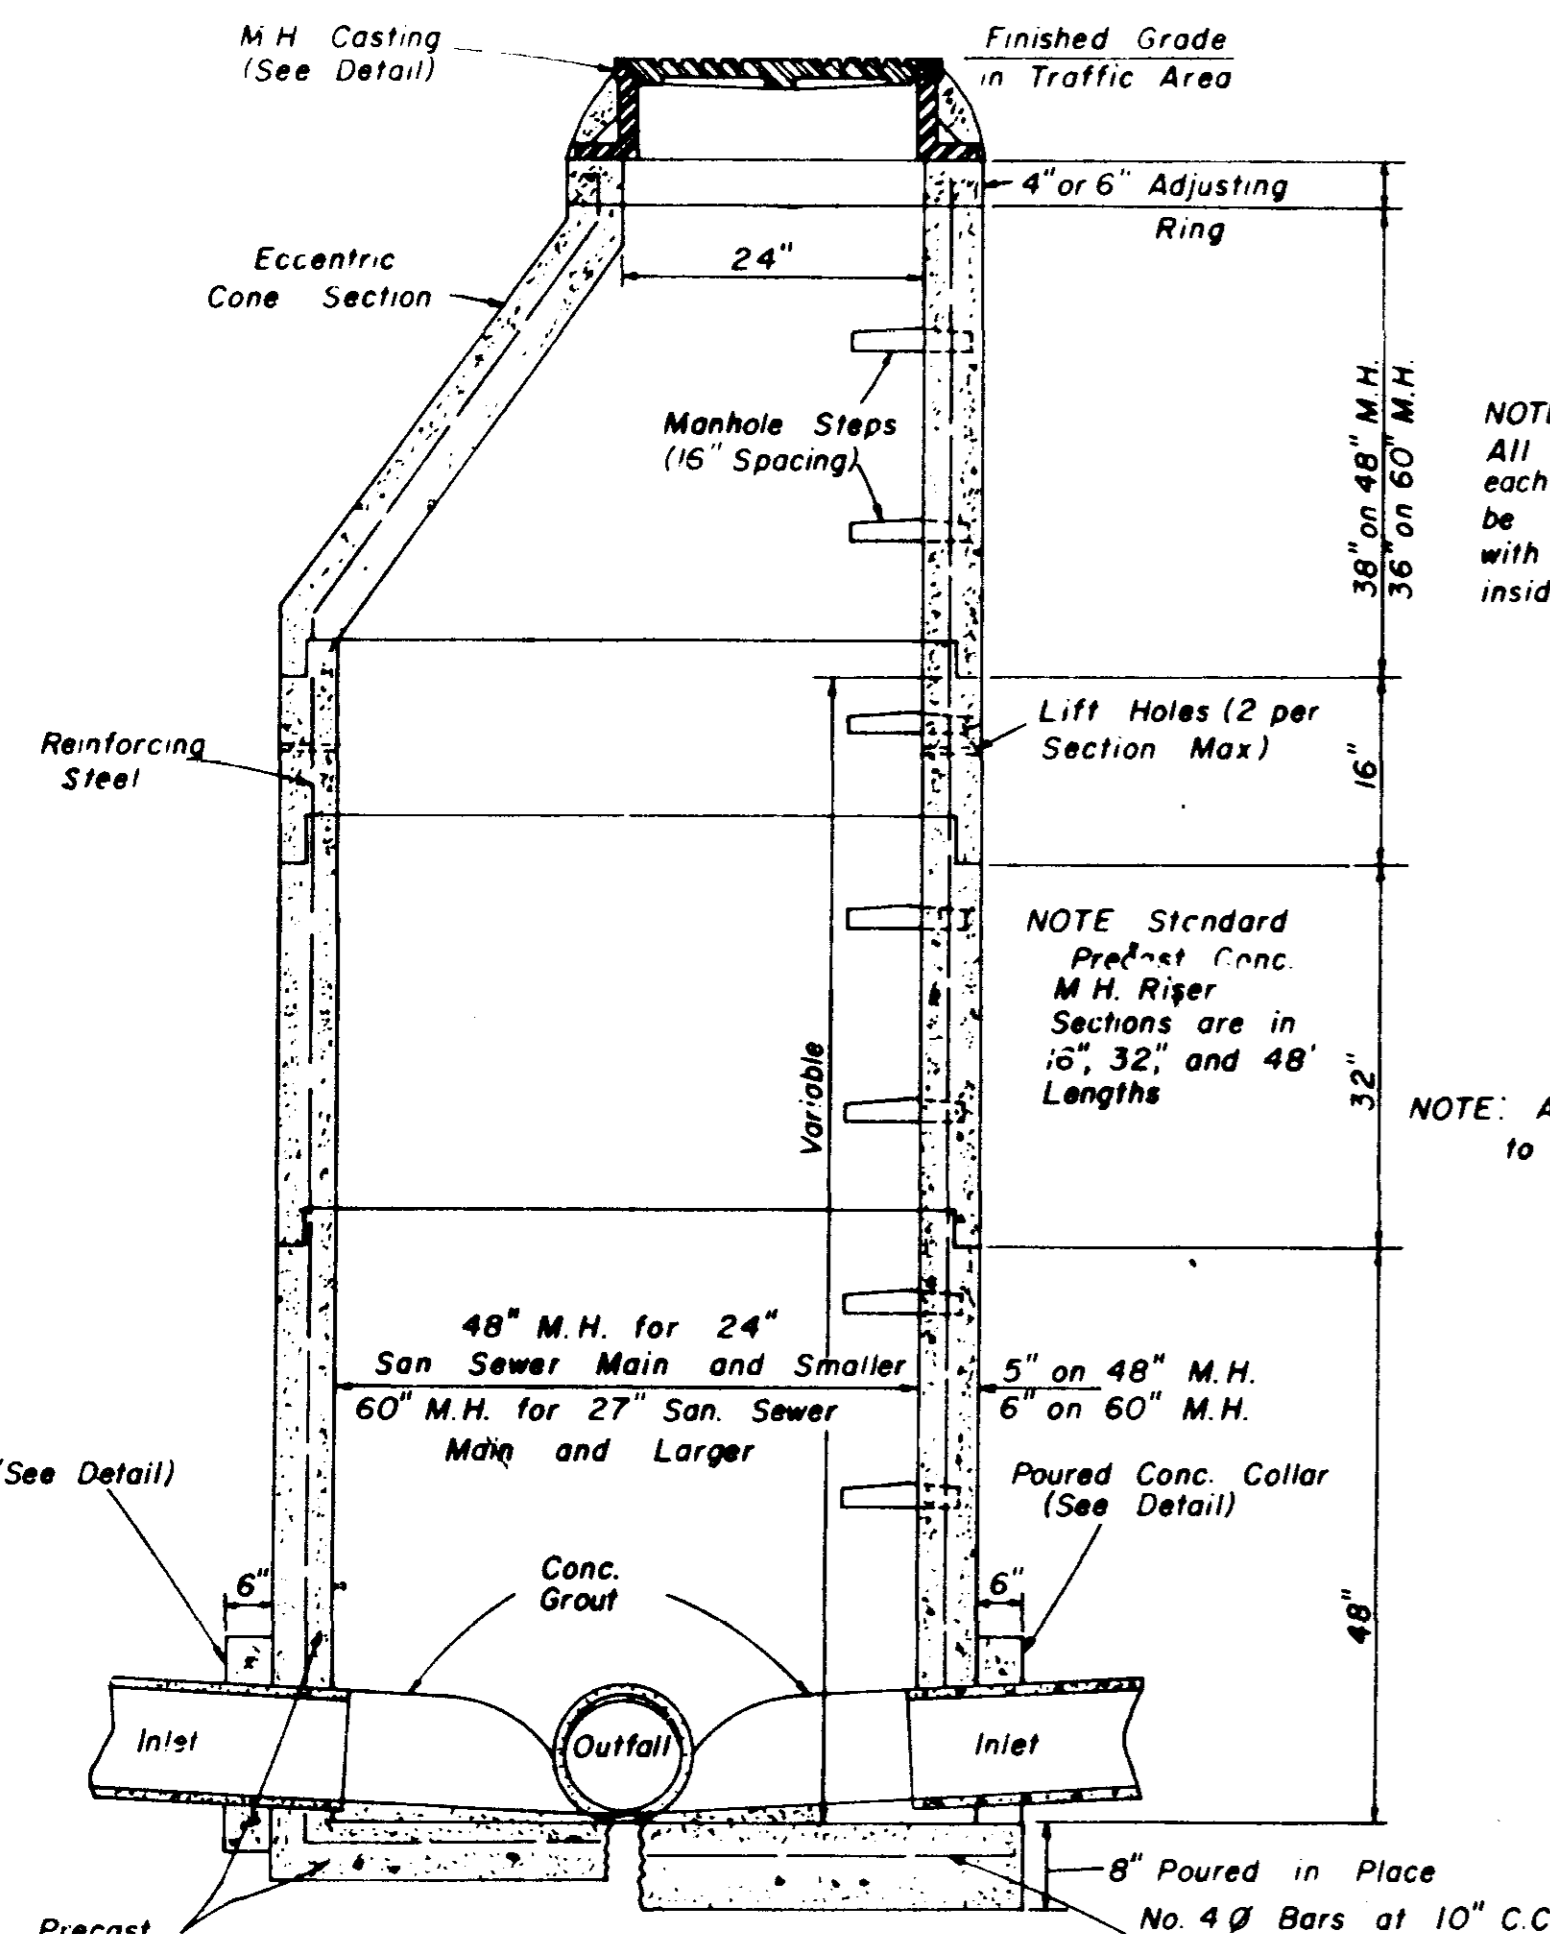 M H Casting
(See Detail)
Finished Grade
in Traffic Area
4" or 6" Adjusting
Ring
Eccentric
Cone Section
24"
Manhole Steps
(16" Spacing)
38" on 48" M.H.
36" on 60" M.H.
NOTE
All
each
be
with
insid
Reinforcing
Steel
Lift Holes (2 per
Section Max)
16"
NOTE Standard
Precast Conc.
M H. Riser
Sections are in
16", 32," and 48'
Lengths
Variable
32"
NOTE: A
to
48" M.H. for 24"
San Sewer Main and Smaller
60" M.H. for 27" San. Sewer
Main and Larger
5" on 48" M.H.
6" on 60" M.H.
(See Detail)
Poured Conc. Collar
(See Detail)
6"
Conc.
Grout
6"
48"
Inlet
Outfall
Inlet
8" Poured in Place
No. 4 Ø Bars at 10" C.C
Precast